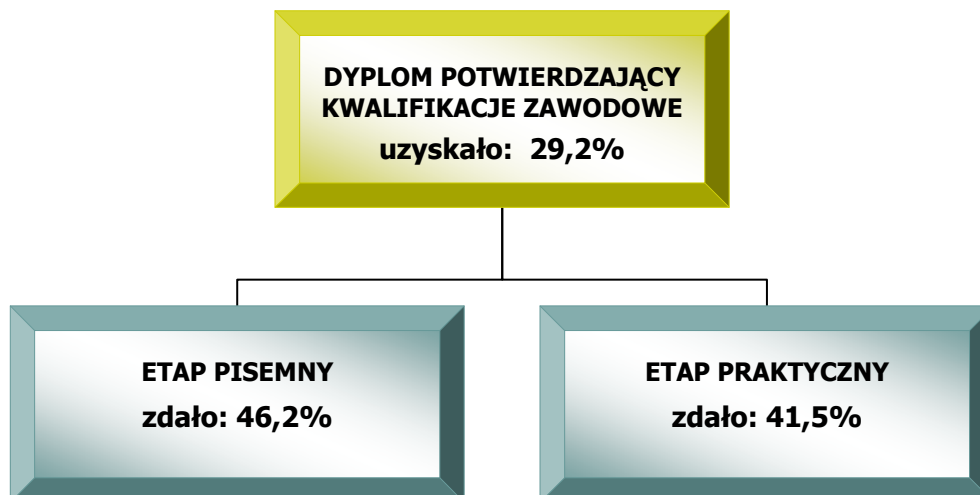 DYPLOM POTWIERDZAJĄCY
KWALIFIKACJE ZAWODOWE
uzyskało: 29,2%
ETAP PISEMNY
zdało: 46,2%
ETAP PRAKTYCZNY
zdało: 41,5%